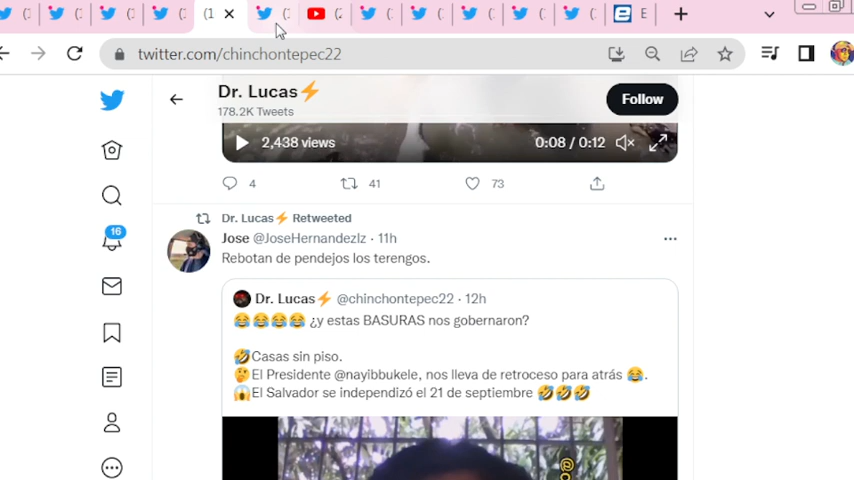 (1
twitter.com/chinchontepec22
Dr. Lucas⚡
178.2K Tweets
Follow
2,438 views
0:08 / 0:12
4
41
73
16
Dr. Lucas⚡ Retweeted
Jose @JoseHernandezlz · 11h
Rebotan de pendejos los terengos.
Dr. Lucas⚡ @chinchontepec22 · 12h
😂😂😂😂 ¿y estas BASURAS nos gobernaron?
🤣Casas sin piso.
🤔El Presidente @nayibbukele, nos lleva de retroceso para atrás 😂.
😱El Salvador se independizó el 21 de septiembre 🤣🤣🤣